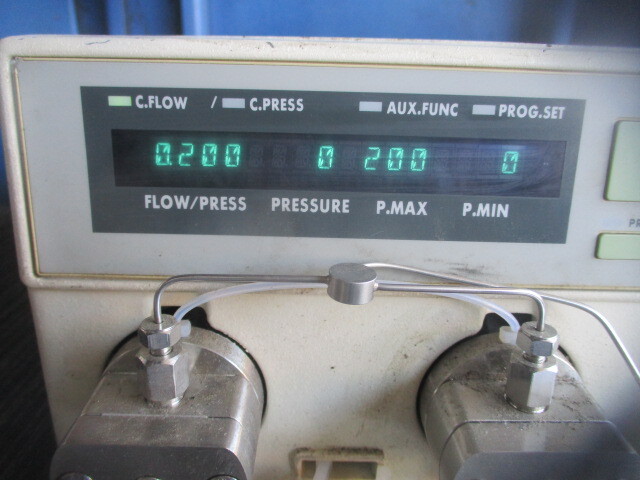 C.FLOW / C.PRESS AUX.FUNC PROG.SET
0.200 0 200 0
FLOW/PRESS PRESSURE P.MAX P.MIN